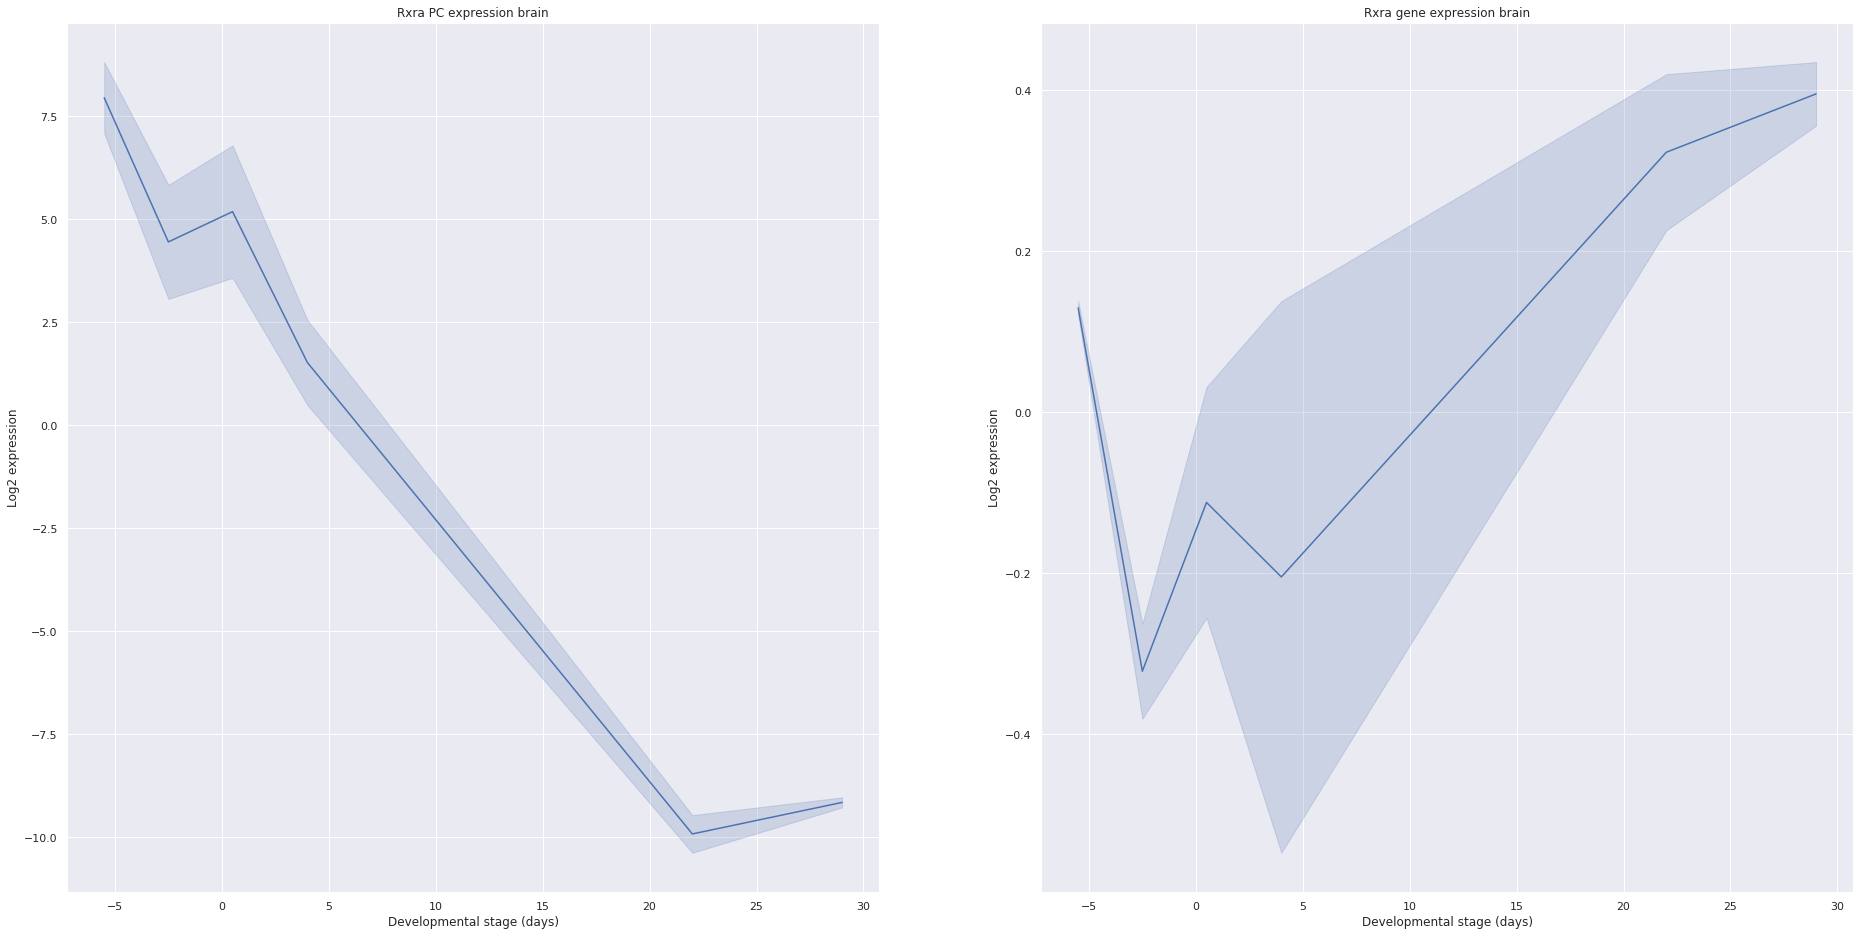 Rxra PC expression brain
Log2 expression
7.5
5.0
2.5
0.0
−2.5
−5.0
−7.5
−10.0
−5 0 5 10 15 20 25 30
Developmental stage (days)
Rxra gene expression brain
Log2 expression
0.4
0.2
0.0
−0.2
−0.4
−5 0 5 10 15 20 25 30
Developmental stage (days)